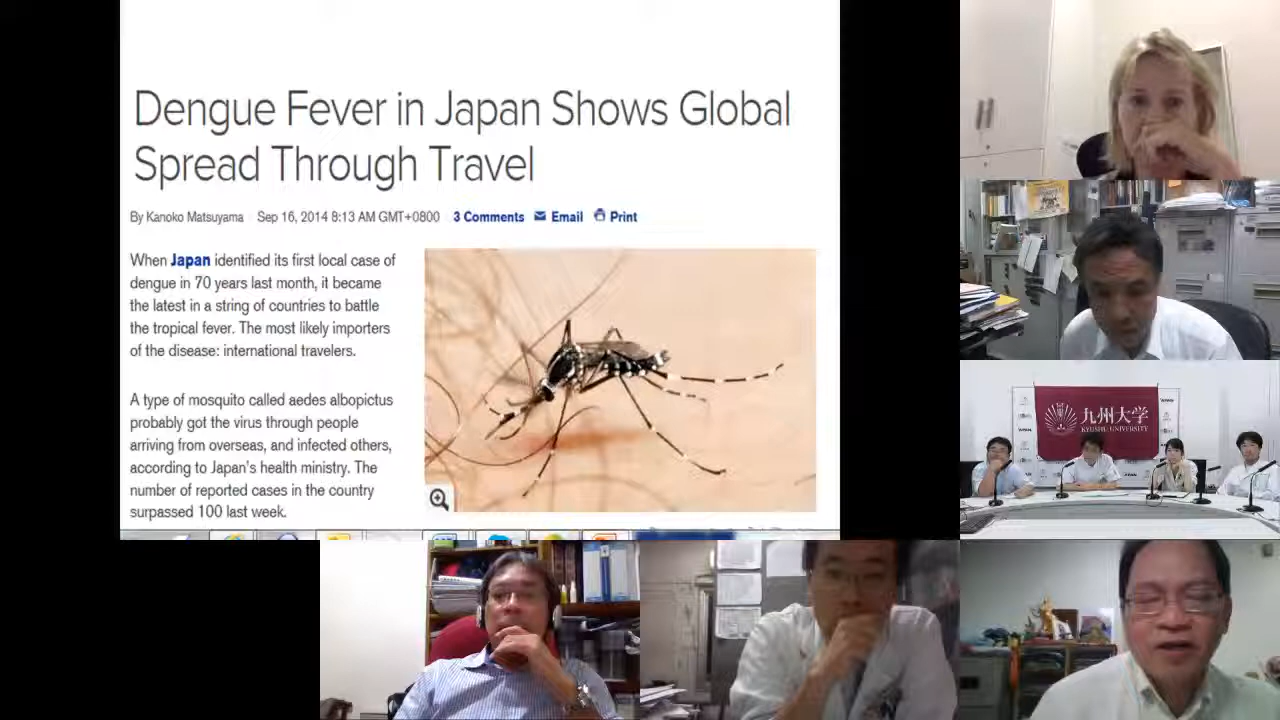 Dengue Fever in Japan Shows Global
Spread Through Travel
By Kanoko Matsuyama Sep 16, 2014 8:13 AM GMT+0800 3 Comments Email Print
When Japan identified its first local case of
dengue in 70 years last month, it became
the latest in a string of countries to battle
the tropical fever. The most likely importers
of the disease: international travelers.
A type of mosquito called aedes albopictus
probably got the virus through people
arriving from overseas, and infected others,
according to Japan's health ministry. The
number of reported cases in the country
surpassed 100 last week.
九州大学
KYUSHU UNIVERSITY